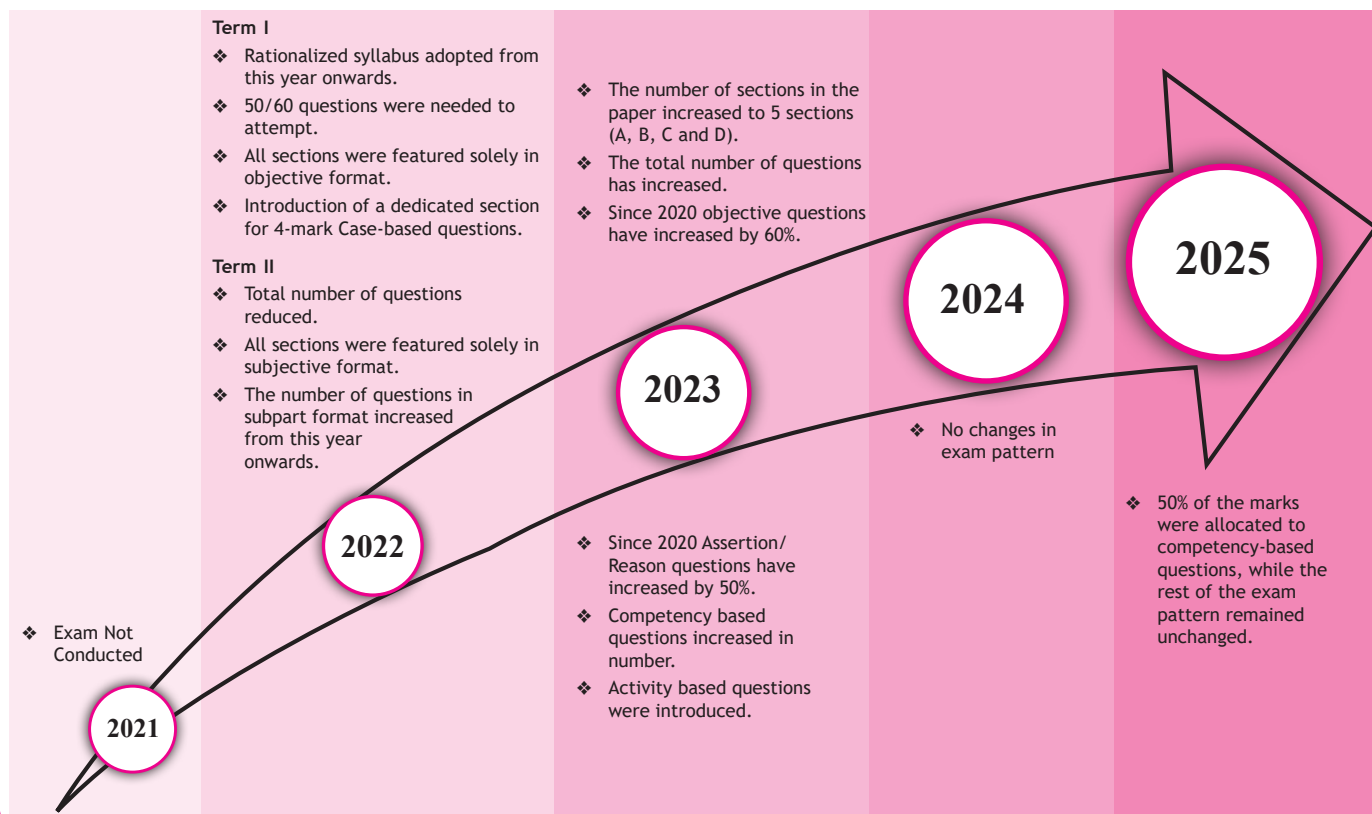 ❖ Exam Not
Conducted
2021
Term I
❖ Rationalized syllabus adopted from
this year onwards.
❖ 50/60 questions were needed to
attempt.
❖ All sections were featured solely in
objective format.
❖ Introduction of a dedicated section
for 4-mark Case-based questions.
Term II
❖ Total number of questions
reduced.
❖ All sections were featured solely in
subjective format.
❖ The number of questions in
subpart format increased
from this year
onwards.
2022
❖ The number of sections in the
paper increased to 5 sections
(A, B, C and D).
❖ The total number of questions
has increased.
❖ Since 2020 objective questions
have increased by 60%.
2023
❖ Since 2020 Assertion/
Reason questions have
increased by 50%.
❖ Competency based
questions increased in
number.
❖ Activity based questions
were introduced.
2024
❖ No changes in
exam pattern
2025
❖ 50% of the marks
were allocated to
competency-based
questions, while the
rest of the exam
pattern remained
unchanged.